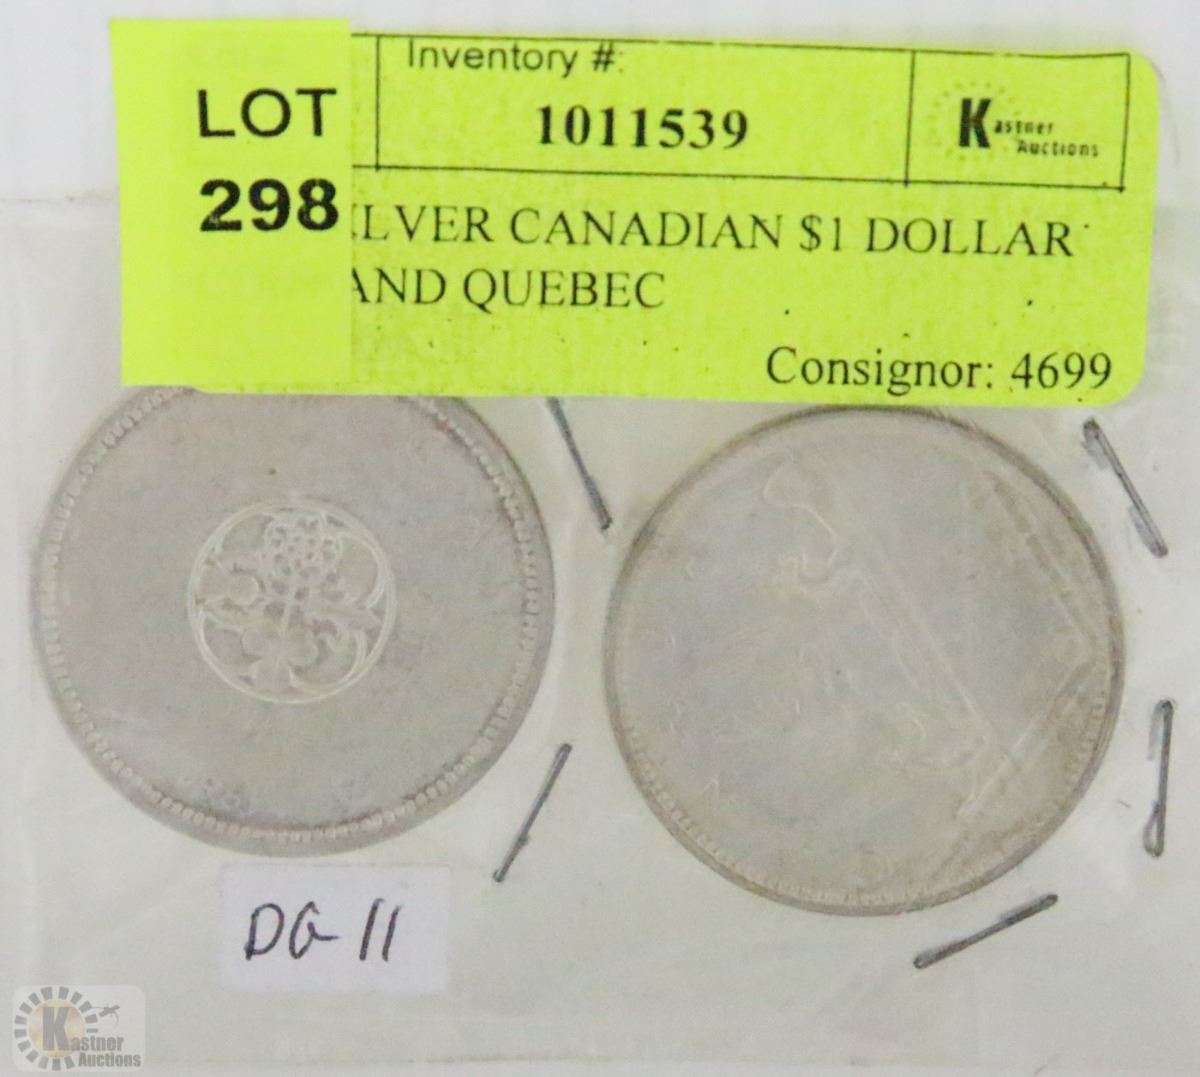 Inventory #:
LOT 1011539 Kastner Auctions
298 LVER CANADIAN $1 DOLLAR
AND QUEBEC
Consignor: 4699
DG-11
Kastner Auctions